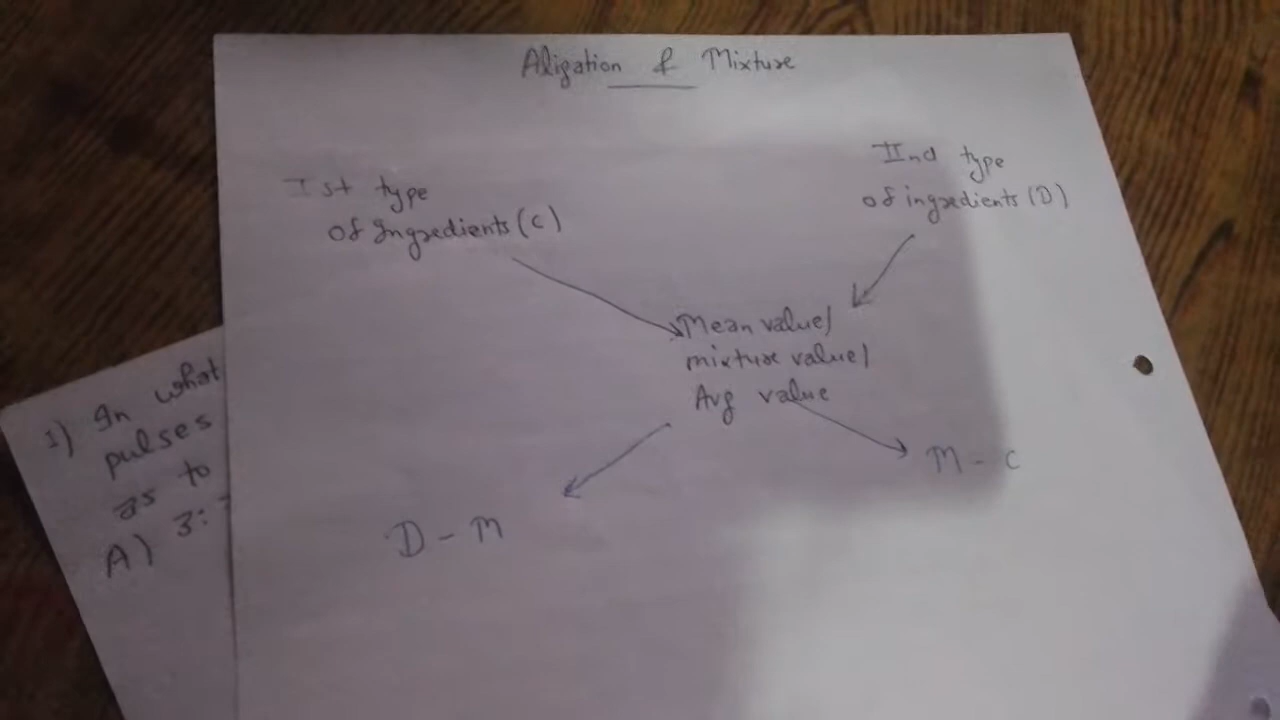 Aligation & Mixture
Ist type
of Ingredients (C)
IInd type
of ingredients (D)
Mean value/
mixture value/
Avg value
M - C
D - M
1) In what
pulses
as to
A) 3: